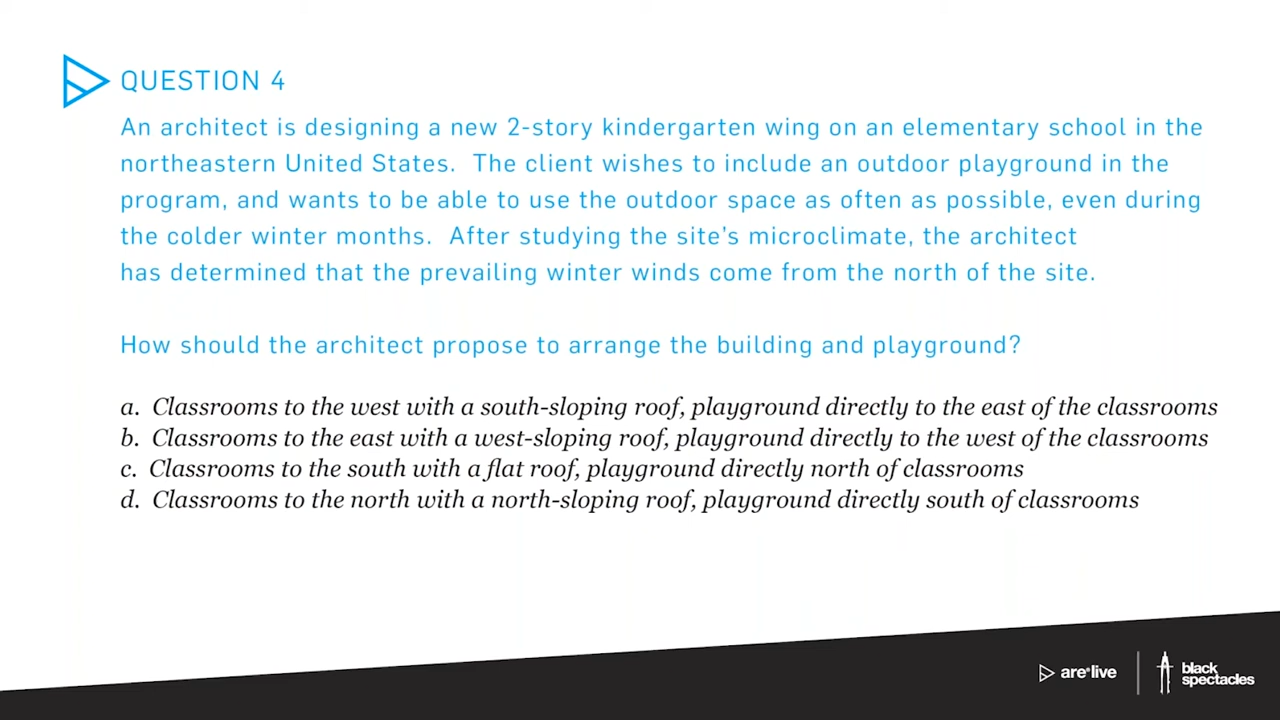 QUESTION 4
An architect is designing a new 2-story kindergarten wing on an elementary school in the
northeastern United States. The client wishes to include an outdoor playground in the
program, and wants to be able to use the outdoor space as often as possible, even during
the colder winter months. After studying the site's microclimate, the architect
has determined that the prevailing winter winds come from the north of the site.
How should the architect propose to arrange the building and playground?
a. Classrooms to the west with a south-sloping roof, playground directly to the east of the classrooms
b. Classrooms to the east with a west-sloping roof, playground directly to the west of the classrooms
c. Classrooms to the south with a flat roof, playground directly north of classrooms
d. Classrooms to the north with a north-sloping roof, playground directly south of classrooms
are*live
black
spectacles